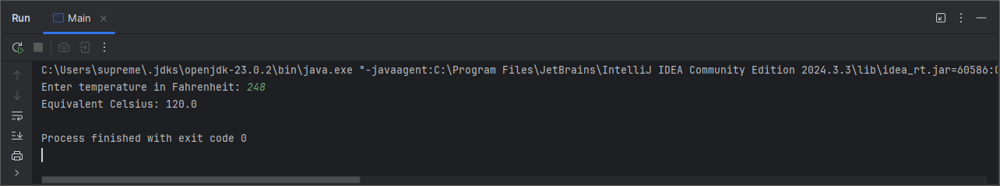 Run Main
C:\Users\supreme\.jdks\openjdk-23.0.2\bin\java.exe "-javaagent:C:\Program Files\JetBrains\IntelliJ IDEA Community Edition 2024.3.3\lib\idea_rt.jar=60586:
Enter temperature in Fahrenheit: 248
Equivalent Celsius: 120.0
Process finished with exit code 0